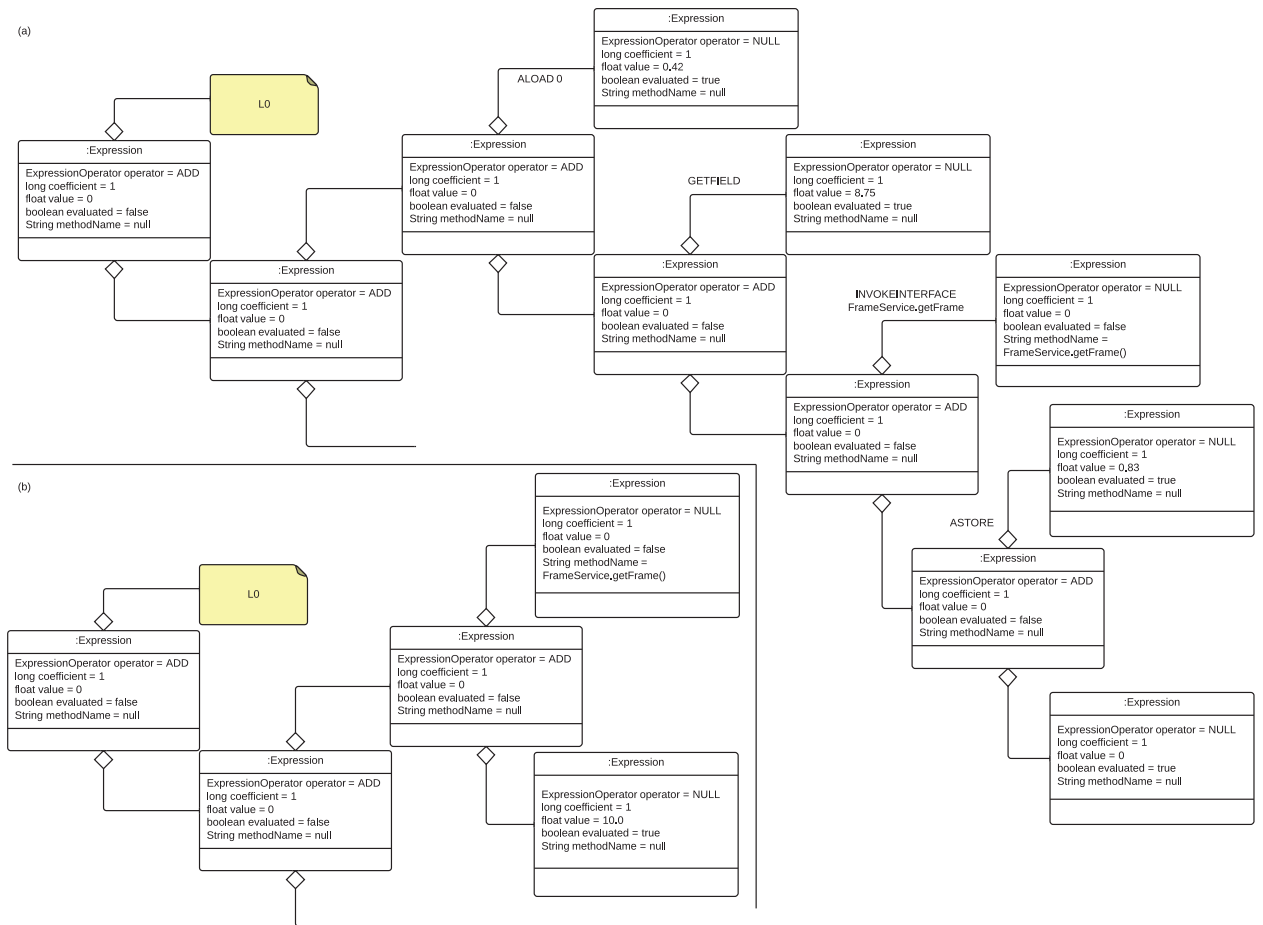 (a)
:Expression
ExpressionOperator operator = NULL
long coefficient = 1
float value = 0.42
boolean evaluated = true
String methodName = null
ALOAD 0
L0
:Expression
ExpressionOperator operator = ADD
long coefficient = 1
float value = 0
boolean evaluated = false
String methodName = null
:Expression
ExpressionOperator operator = ADD
long coefficient = 1
float value = 0
boolean evaluated = false
String methodName = null
GETFIELD
:Expression
ExpressionOperator operator = NULL
long coefficient = 1
float value = 8.75
boolean evaluated = true
String methodName = null
:Expression
ExpressionOperator operator = ADD
long coefficient = 1
float value = 0
boolean evaluated = false
String methodName = null
:Expression
ExpressionOperator operator = ADD
long coefficient = 1
float value = 0
boolean evaluated = false
String methodName = null
INVOKEINTERFACE
FrameService.getFrame
:Expression
ExpressionOperator operator = NULL
long coefficient = 1
float value = 0
boolean evaluated = false
String methodName =
FrameService.getFrame()
:Expression
ExpressionOperator operator = ADD
long coefficient = 1
float value = 0
boolean evaluated = false
String methodName = null
:Expression
ExpressionOperator operator = NULL
long coefficient = 1
float value = 0.83
boolean evaluated = true
String methodName = null
ASTORE
:Expression
ExpressionOperator operator = ADD
long coefficient = 1
float value = 0
boolean evaluated = false
String methodName = null
:Expression
ExpressionOperator operator = NULL
long coefficient = 1
float value = 0
boolean evaluated = true
String methodName = null
(b)
:Expression
ExpressionOperator operator = NULL
long coefficient = 1
float value = 0
boolean evaluated = false
String methodName =
FrameService.getFrame()
L0
:Expression
ExpressionOperator operator = ADD
long coefficient = 1
float value = 0
boolean evaluated = false
String methodName = null
:Expression
ExpressionOperator operator = ADD
long coefficient = 1
float value = 0
boolean evaluated = false
String methodName = null
:Expression
ExpressionOperator operator = ADD
long coefficient = 1
float value = 0
boolean evaluated = false
String methodName = null
:Expression
ExpressionOperator operator = NULL
long coefficient = 1
float value = 10.0
boolean evaluated = true
String methodName = null